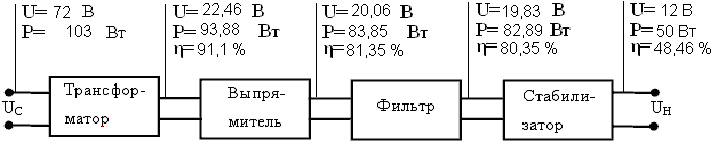 U= 72 В
P= 103 Вт
U= 22,46 В
P= 93,88 Вт
η= 91,1 %
U= 20,06 В
P= 83,85 Вт
η= 81,35 %
U= 19,83 В
P= 82,89 Вт
η= 80,35 %
U= 12 В
P= 50 Вт
η= 48,46 %
UC
Трансфор-
матор
Выпря-
митель
Фильтр
Стабили-
затор
UН